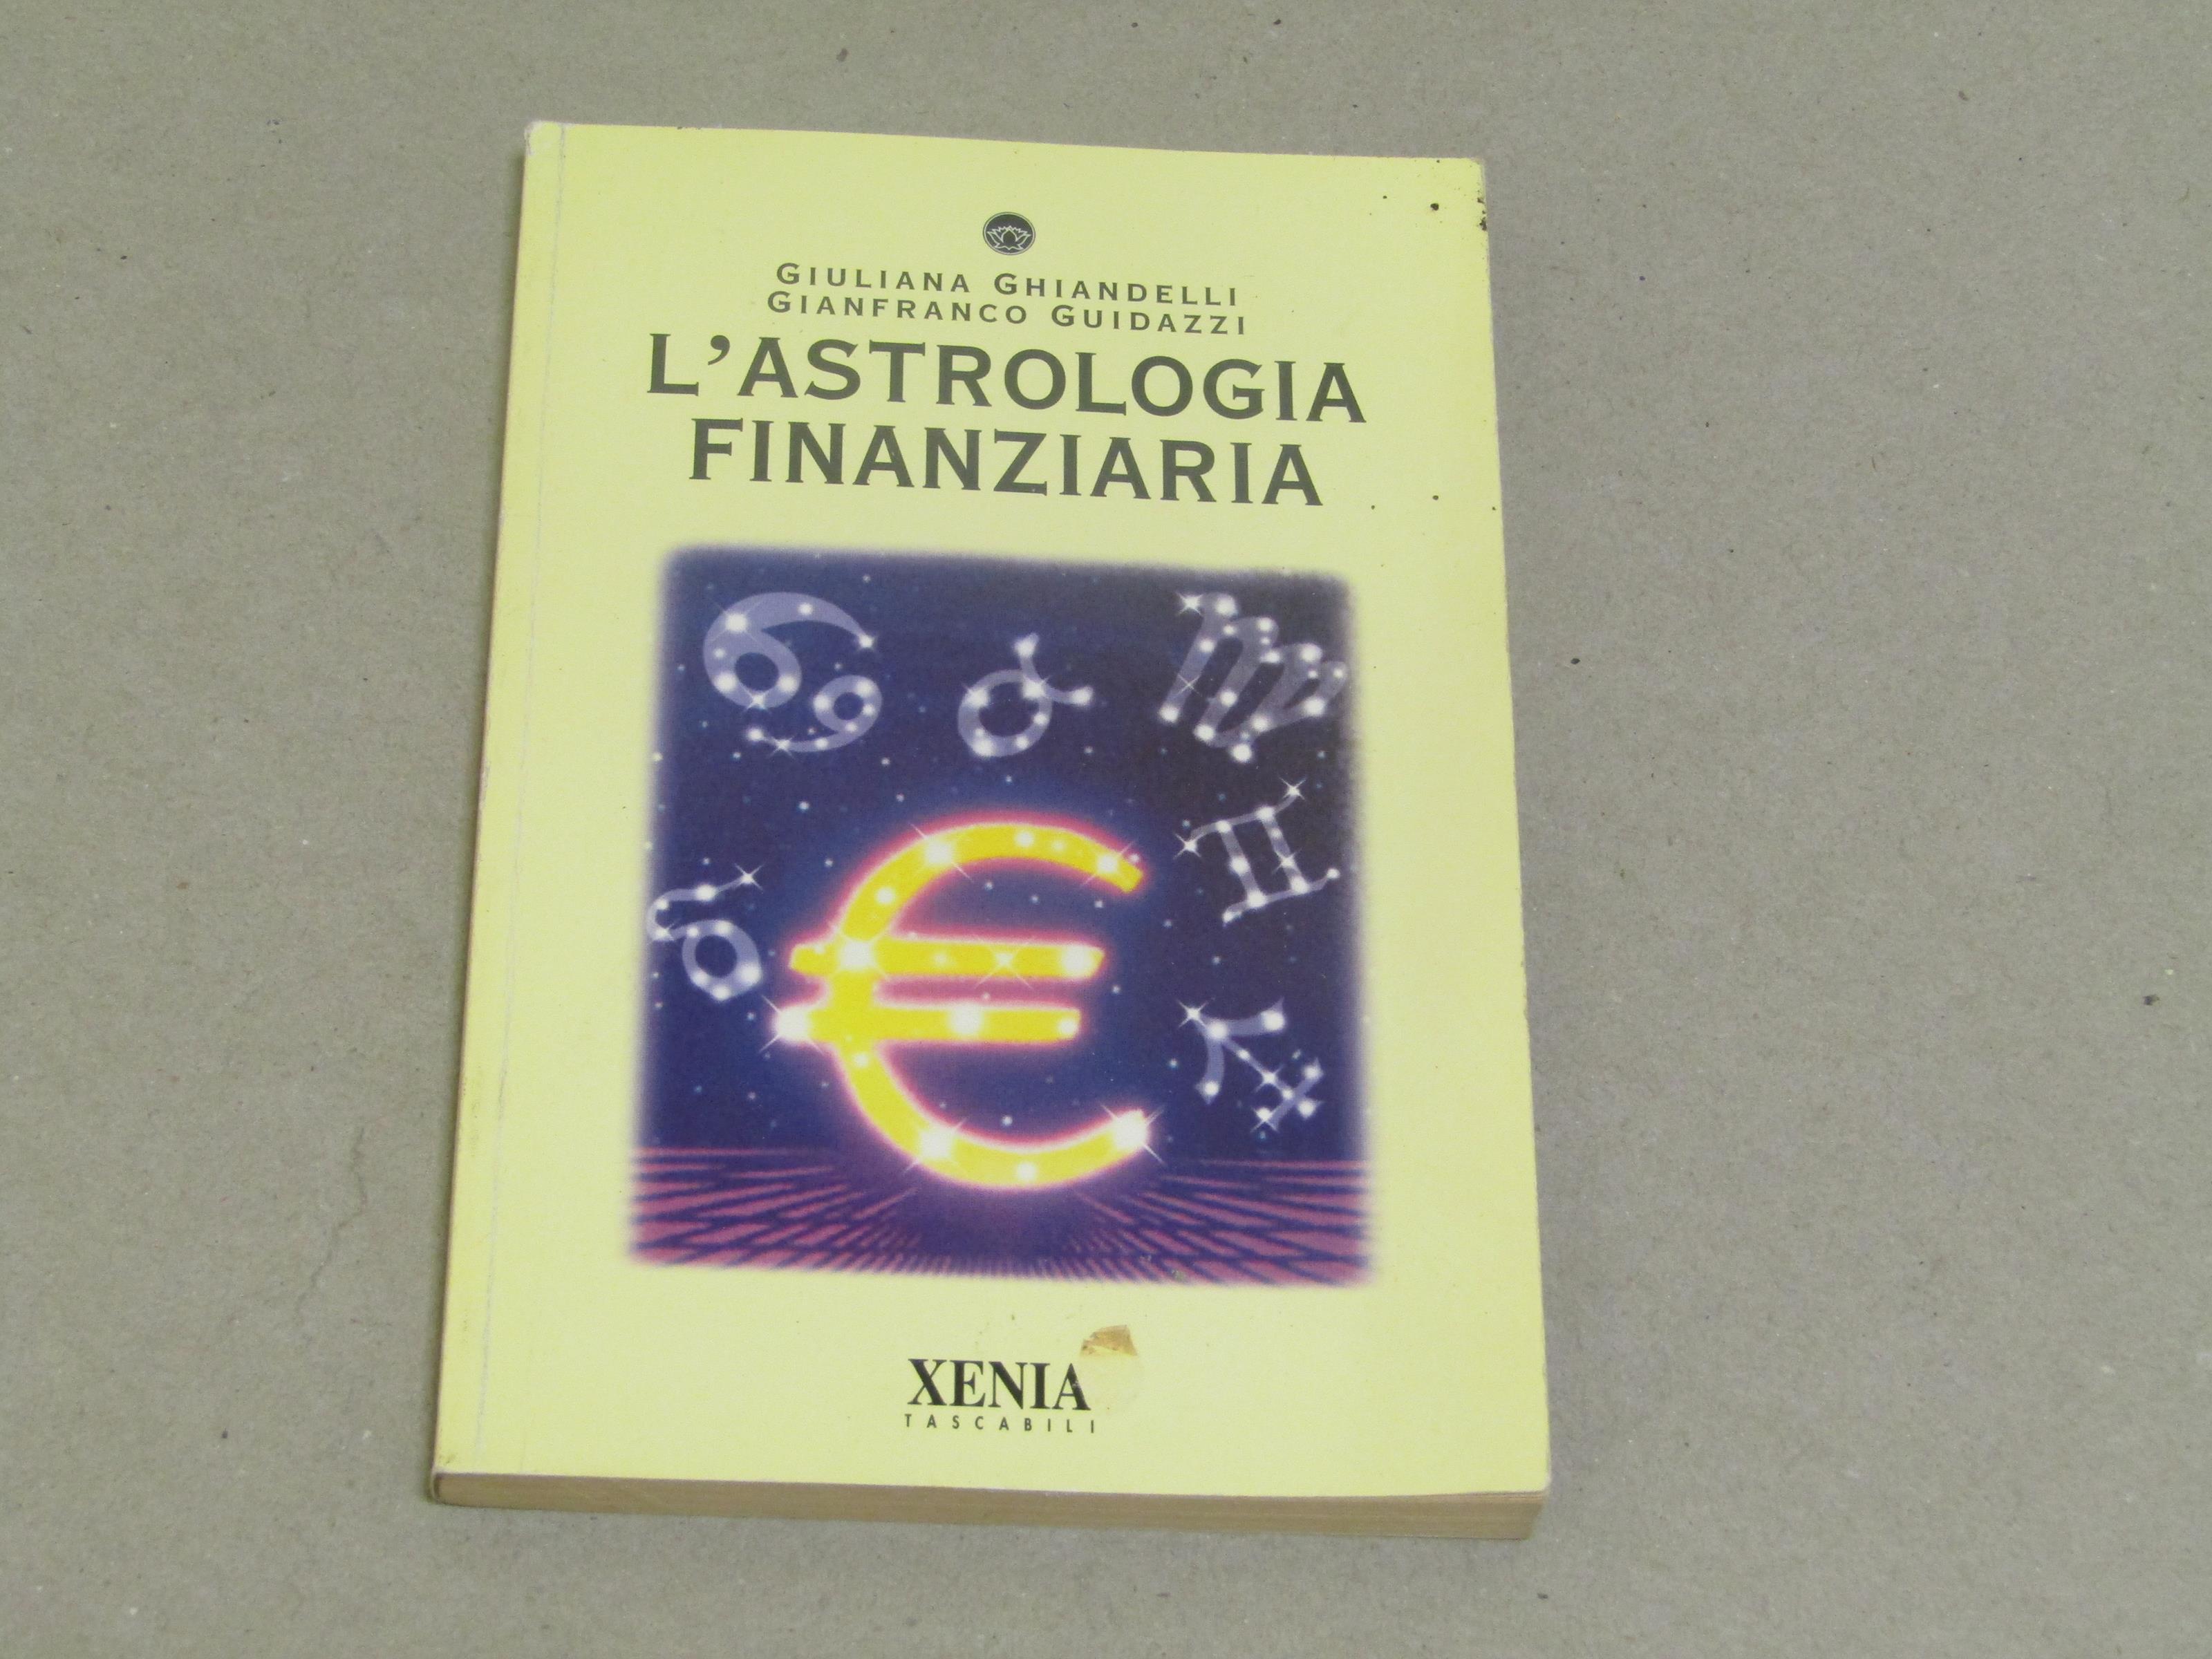 GIULIANA GHIANDELLI
GIANFRANCO GUIDAZZI
L'ASTROLOGIA
FINANZIARIA
XENIA
TASCABILI